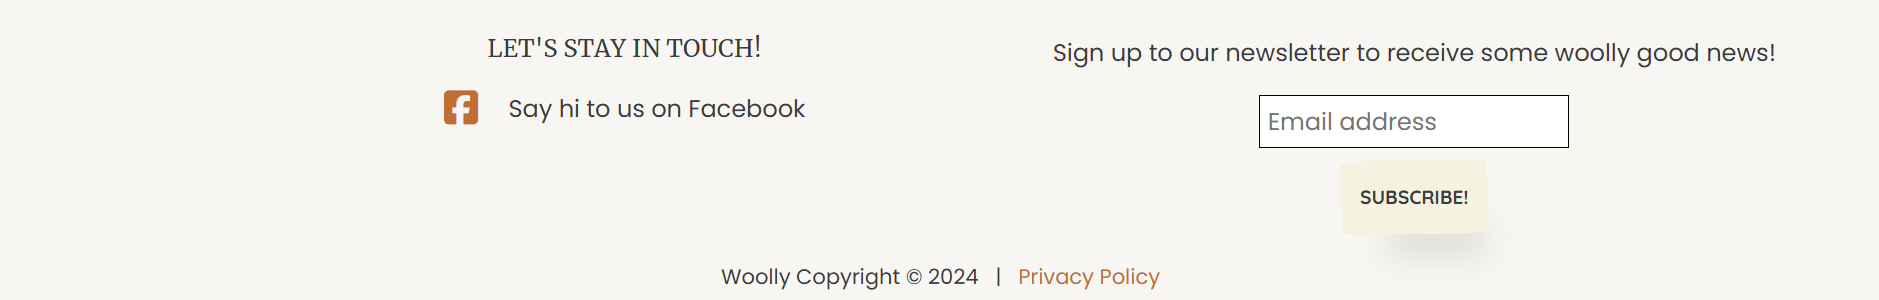 LET'S STAY IN TOUCH!
Say hi to us on Facebook
Sign up to our newsletter to receive some woolly good news!
Email address
SUBSCRIBE!
Woolly Copyright © 2024 | Privacy Policy